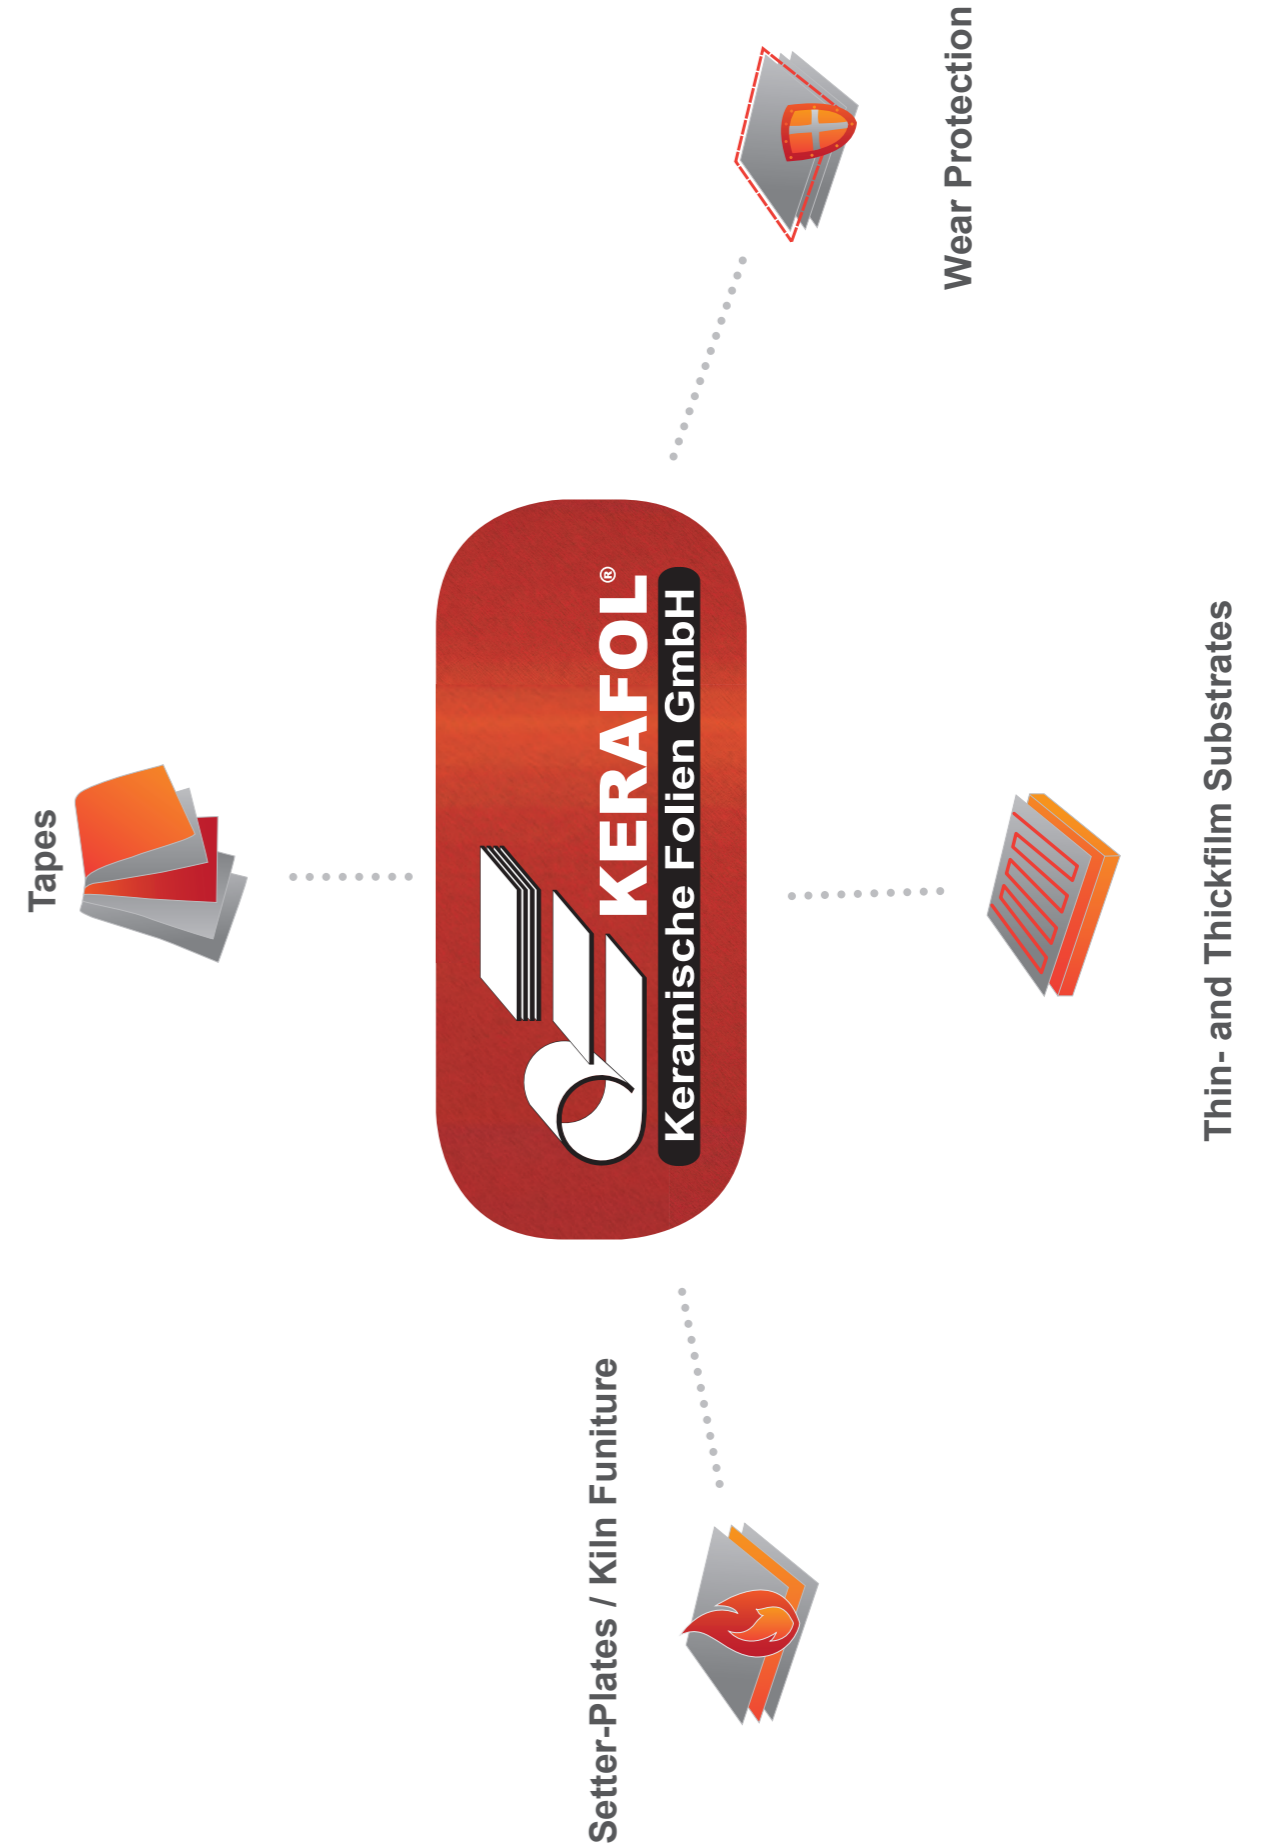 Tapes
Setter-Plates / Kiln Funiture
KERAFOL®
Keramische Folien GmbH
Wear Protection
Thin- and Thickfilm Substrates